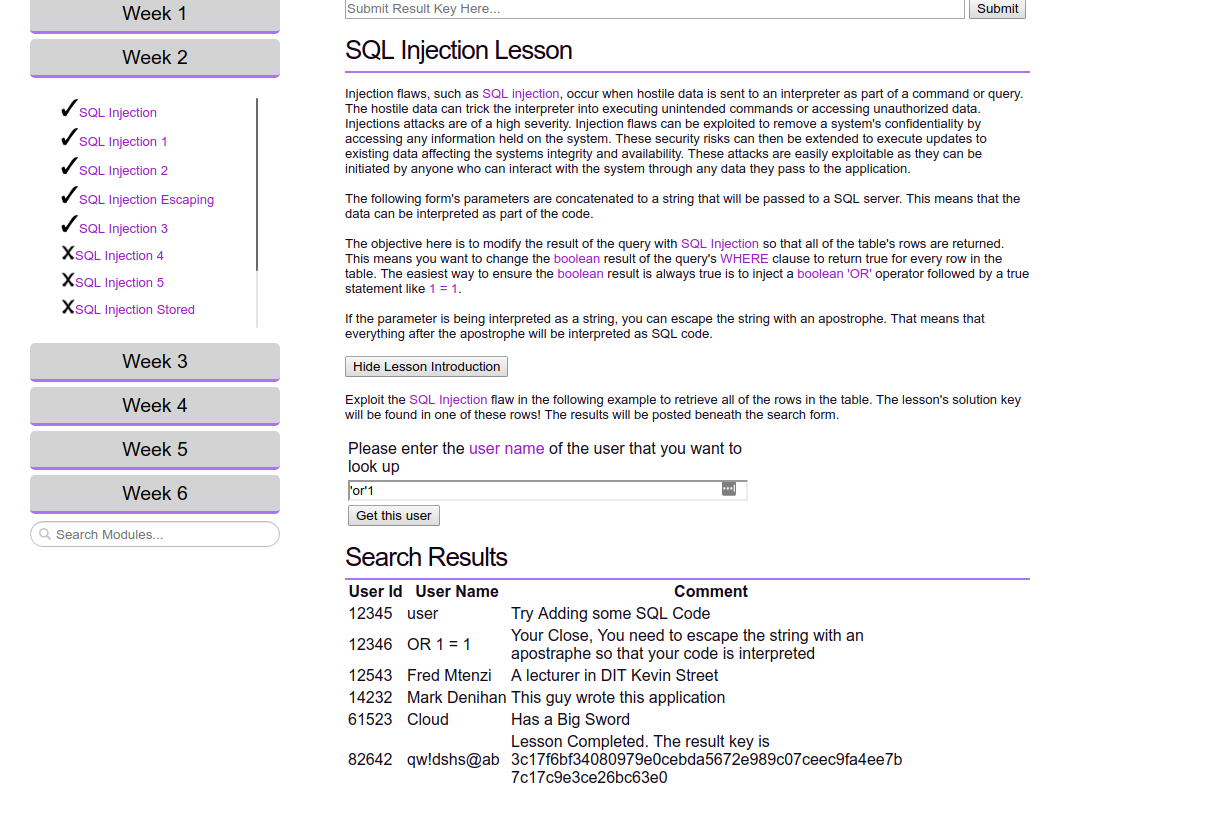 Week 1
Week 2
✓SQL Injection
✓SQL Injection 1
✓SQL Injection 2
✓SQL Injection Escaping
✓SQL Injection 3
XSQL Injection 4
XSQL Injection 5
XSQL Injection Stored
Week 3
Week 4
Week 5
Week 6
Search Modules...
Submit Result Key Here...
Submit
SQL Injection Lesson
Injection flaws, such as SQL injection, occur when hostile data is sent to an interpreter as part of a command or query.
The hostile data can trick the interpreter into executing unintended commands or accessing unauthorized data.
Injections attacks are of a high severity. Injection flaws can be exploited to remove a system's confidentiality by
accessing any information held on the system. These security risks can then be extended to execute updates to
existing data affecting the systems integrity and availability. These attacks are easily exploitable as they can be
initiated by anyone who can interact with the system through any data they pass to the application.
The following form's parameters are concatenated to a string that will be passed to a SQL server. This means that the
data can be interpreted as part of the code.
The objective here is to modify the result of the query with SQL Injection so that all of the table's rows are returned.
This means you want to change the boolean result of the query's WHERE clause to return true for every row in the
table. The easiest way to ensure the boolean result is always true is to inject a boolean 'OR' operator followed by a true
statement like 1 = 1.
If the parameter is being interpreted as a string, you can escape the string with an apostrophe. That means that
everything after the apostrophe will be interpreted as SQL code.
Hide Lesson Introduction
Exploit the SQL Injection flaw in the following example to retrieve all of the rows in the table. The lesson's solution key
will be found in one of these rows! The results will be posted beneath the search form.
Please enter the user name of the user that you want to
look up
'or'1
Get this user
Search Results
User Id User Name Comment
12345 user Try Adding some SQL Code
12346 OR 1 = 1 Your Close, You need to escape the string with an
apostraphe so that your code is interpreted
12543 Fred Mtenzi A lecturer in DIT Kevin Street
14232 Mark Denihan This guy wrote this application
61523 Cloud Has a Big Sword
82642 qw!dshs@ab Lesson Completed. The result key is
3c17f6bf34080979e0cebda5672e989c07ceec9fa4ee7b
7c17c9e3ce26bc63e0